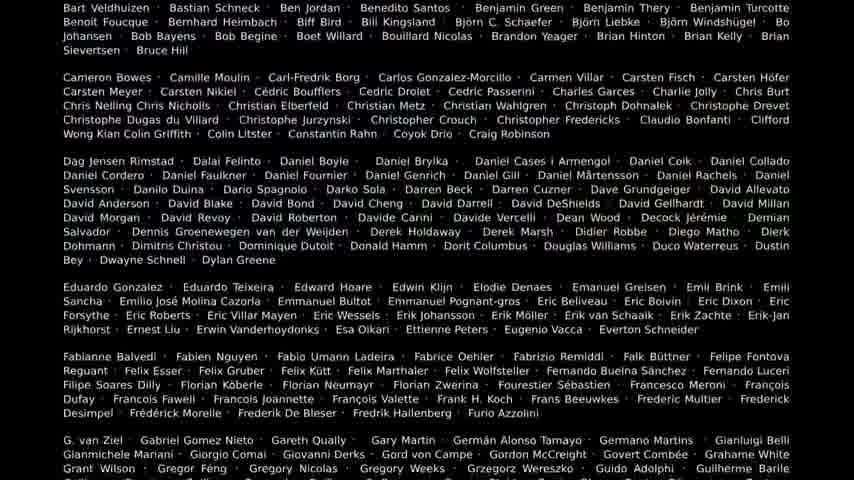 Bart Veldhuizen · Bastian Schneck · Ben Jordan · Benedito Santos · Benjamin Green · Benjamin Thery · Benjamin Turcotte
Benoit Foucque · Bernhard Heimbach · Biff Bird · Bill Kingsland · Björn C. Schaefer · Björn Liebke · Björn Windshügel · Bo
Johansen · Bob Bayens · Bob Begine · Boet Willard · Bouillard Nicolas · Brandon Yeager · Brian Hinton · Brian Kelly · Brian
Sievertsen · Bruce Hill
Cameron Bowes · Camille Moulin · Carl-Fredrik Borg · Carlos Gonzalez-Morcillo · Carmen Villar · Carsten Fisch · Carsten Höfer
Carsten Meyer · Carsten Nikiel · Cédric Boufflers · Cedric Drolet · Cedric Passerini · Charles Garces · Charlie Jolly · Chris Burt
Chris Nelling Chris Nicholls · Christian Elberfeld · Christian Metz · Christian Wahlgren · Christoph Dohnalek · Christophe Drevet
Christophe Dugas du Villard · Christophe Jurzynski · Christopher Crouch · Christopher Fredericks · Claudio Bonfanti · Clifford
Wong Kian Colin Griffith · Colin Litster · Constantin Rahn · Coyok Drio · Craig Robinson
Dag Jensen Rimstad · Dalai Felinto · Daniel Boyle · Daniel Brylka · Daniel Cases i Armengol · Daniel Coik · Daniel Collado
Daniel Cordero · Daniel Faulkner · Daniel Fournier · Daniel Genrich · Daniel Gill · Daniel Mårtensson · Daniel Rachels · Daniel
Svensson · Danilo Duina · Dario Spagnolo · Darko Sola · Darren Beck · Darren Cuzner · Dave Grundgeiger · David Allevato
David Anderson · David Blake · David Bond · David Cheng · David Darrell · David DeShields · David Gellhardt · David Millan
David Morgan · David Revoy · David Roberton · Davide Carini · Davide Vercelli · Dean Wood · Decock Jérémie · Demian
Salvador · Dennis Groenewegen van der Weijden · Derek Holdaway · Derek Marsh · Didier Robbe · Diego Matho · Dierk
Dohmann · Dimitris Christou · Dominique Dutoit · Donald Hamm · Dorit Columbus · Douglas Williams · Duco Waterreus · Dustin
Bey · Dwayne Schnell · Dylan Greene
Eduardo Gonzalez · Eduardo Teixeira · Edward Hoare · Edwin Klijn · Elodie Denaes · Emanuel Greisen · Emil Brink · Emili
Sancha · Emilio José Molina Cazorla · Emmanuel Bultot · Emmanuel Pognant-gros · Eric Beliveau · Eric Boivin · Eric Dixon · Eric
Forsythe · Eric Roberts · Eric Villar Mayen · Eric Wessels · Erik Johansson · Erik Möller · Erik van Schaaik · Erik Zachte · Erik-Jan
Rijkhorst · Ernest Liu · Erwin Vanderhoydonks · Esa Oikari · Ettienne Peters · Eugenio Vacca · Everton Schneider
Fabianne Balvedi · Fabien Nguyen · Fabio Umann Ladeira · Fabrice Oehler · Fabrizio Remiddi · Falk Büttner · Felipe Fontova
Reguant · Felix Esser · Felix Gruber · Felix Kütt · Felix Marthaler · Felix Wolfsteller · Fernando Buelna Sánchez · Fernando Luceri
Filipe Soares Dilly · Florian Köberle · Florian Neumayr · Florian Zwerina · Fourestier Sébastien · Francesco Meroni · François
Dufay · Francois Fawell · Francois Joannette · François Valette · Frank H. Koch · Frans Beeuwkes · Frederic Multier · Frederick
Desimpel · Frédérick Morelle · Frederik De Bleser · Fredrik Hallenberg · Furio Azzolini
G. van Ziel · Gabriel Gomez Nieto · Gareth Qually · Gary Martin · Germán Alonso Tamayo · Germano Martins · Gianluigi Belli
Gianmichele Mariani · Giorgio Comai · Giovanni Derks · Gord von Campe · Gordon McCreight · Govert Combée · Grahame White
Grant Wilson · Gregor Féng · Gregory Nicolas · Gregory Weeks · Grzegorz Wereszko · Guido Adolphi · Guilherme Barile